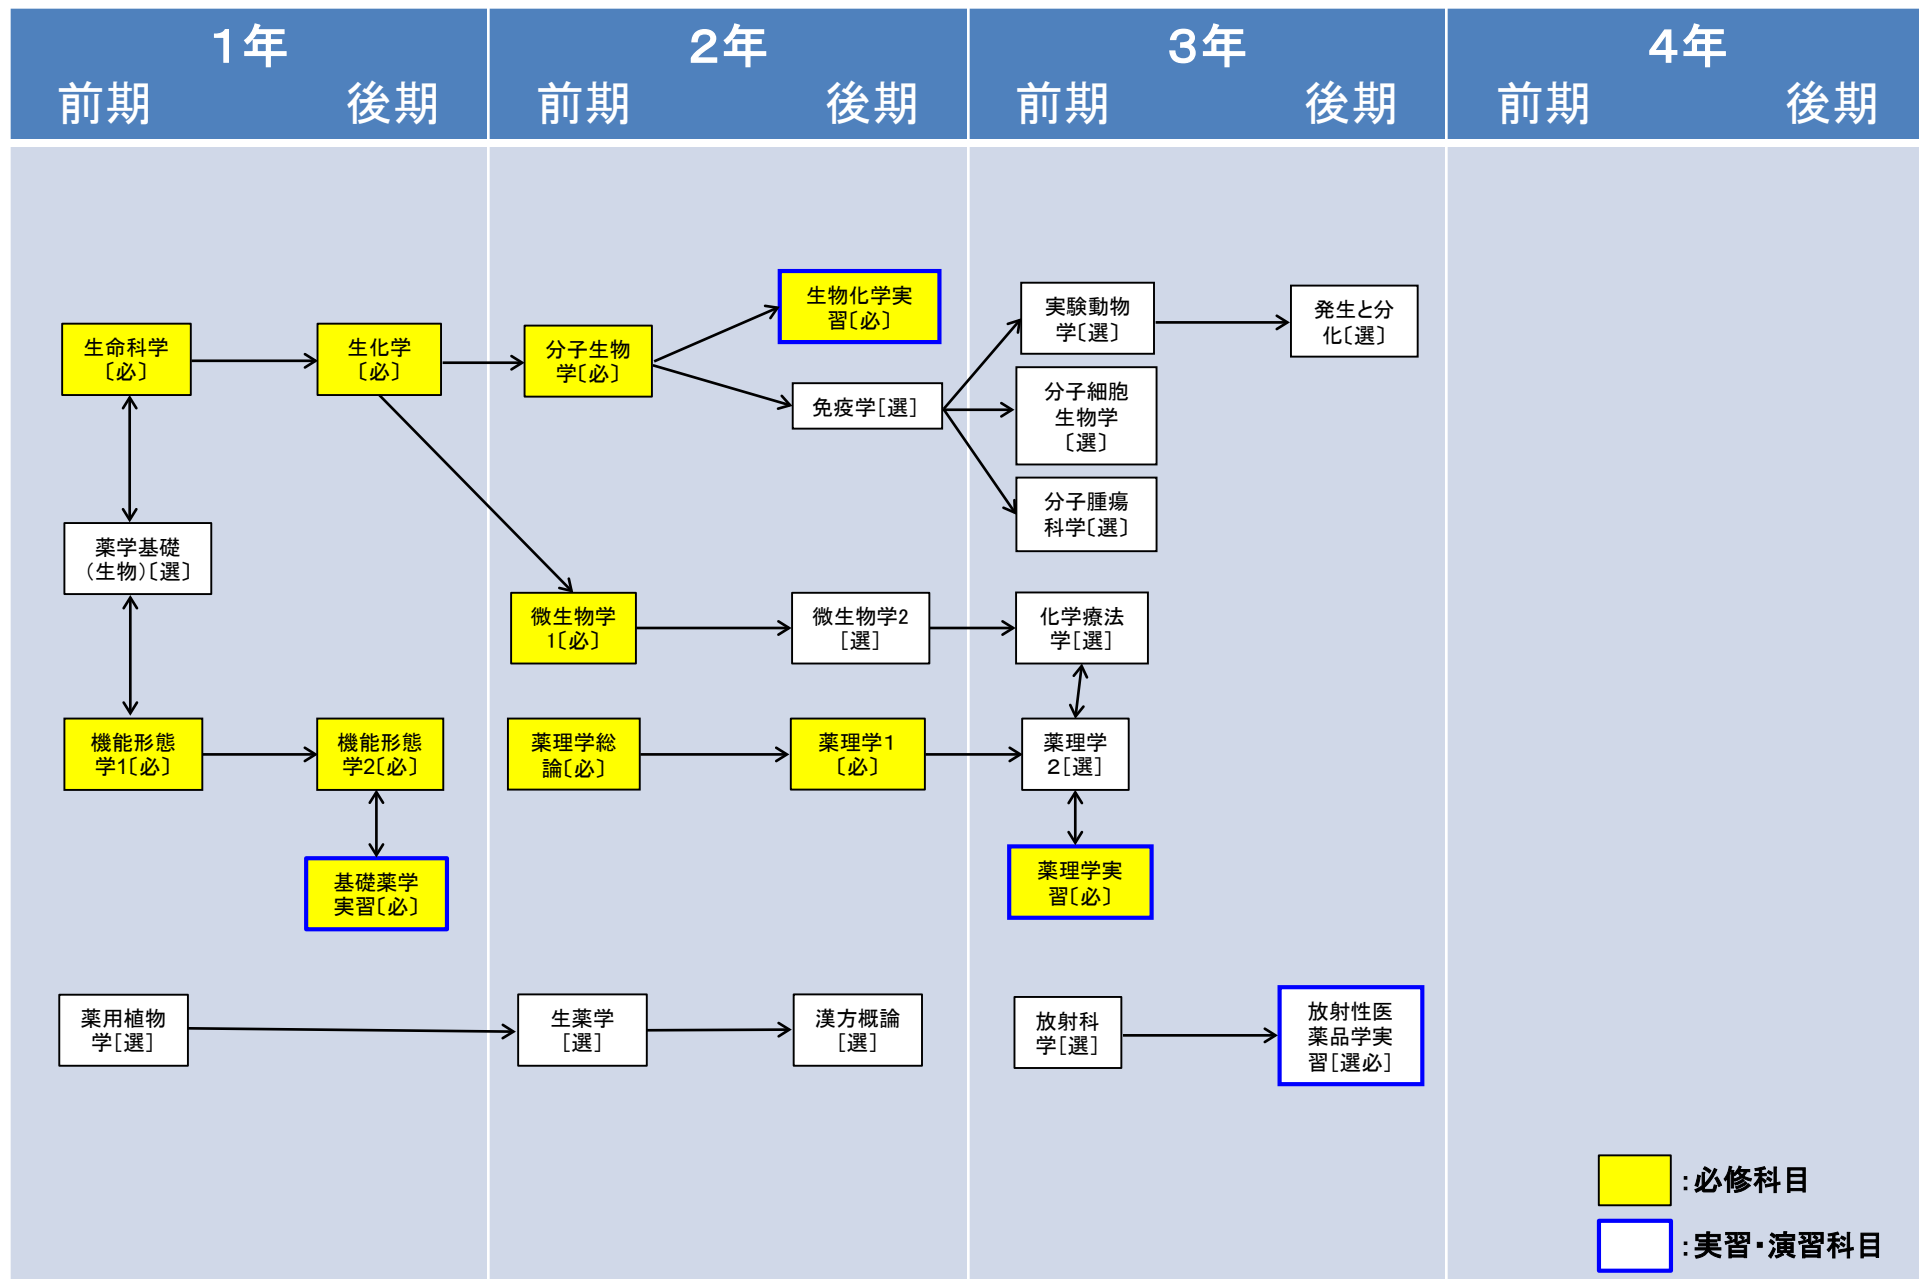 1年
2年
3年
4年
前期 後期
前期 後期
前期 後期
前期 後期
生命科学
〔必〕
生化学
〔必〕
分子生物
学〔必〕
生物化学実
習〔必〕
免疫学［選］
実験動物
学〔選〕
発生と分
化〔選〕
分子細胞
生物学
〔選〕
分子腫瘍
科学〔選〕
薬学基礎
（生物）〔選〕
微生物学
1〔必〕
微生物学2
［選］
化学療法
学［選］
機能形態
学1〔必〕
機能形態
学2〔必〕
薬理学総
論〔必〕
薬理学1
〔必〕
薬理学
2［選］
基礎薬学
実習〔必〕
薬理学実
習〔必〕
薬用植物
学［選］
生薬学
［選］
漢方概論
［選］
放射科
学［選］
放射性医
薬品学実
習［選必］
：必修科目
：実習・演習科目